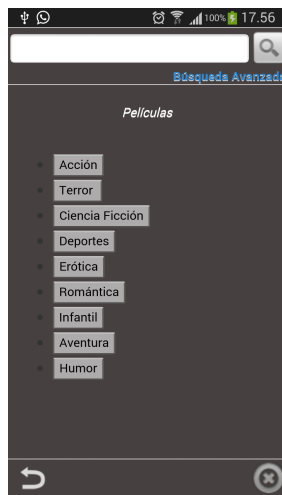 100% 17.56
Búsqueda Avanzada
Películas
Acción
Terror
Ciencia Ficción
Deportes
Erótica
Romántica
Infantil
Aventura
Humor